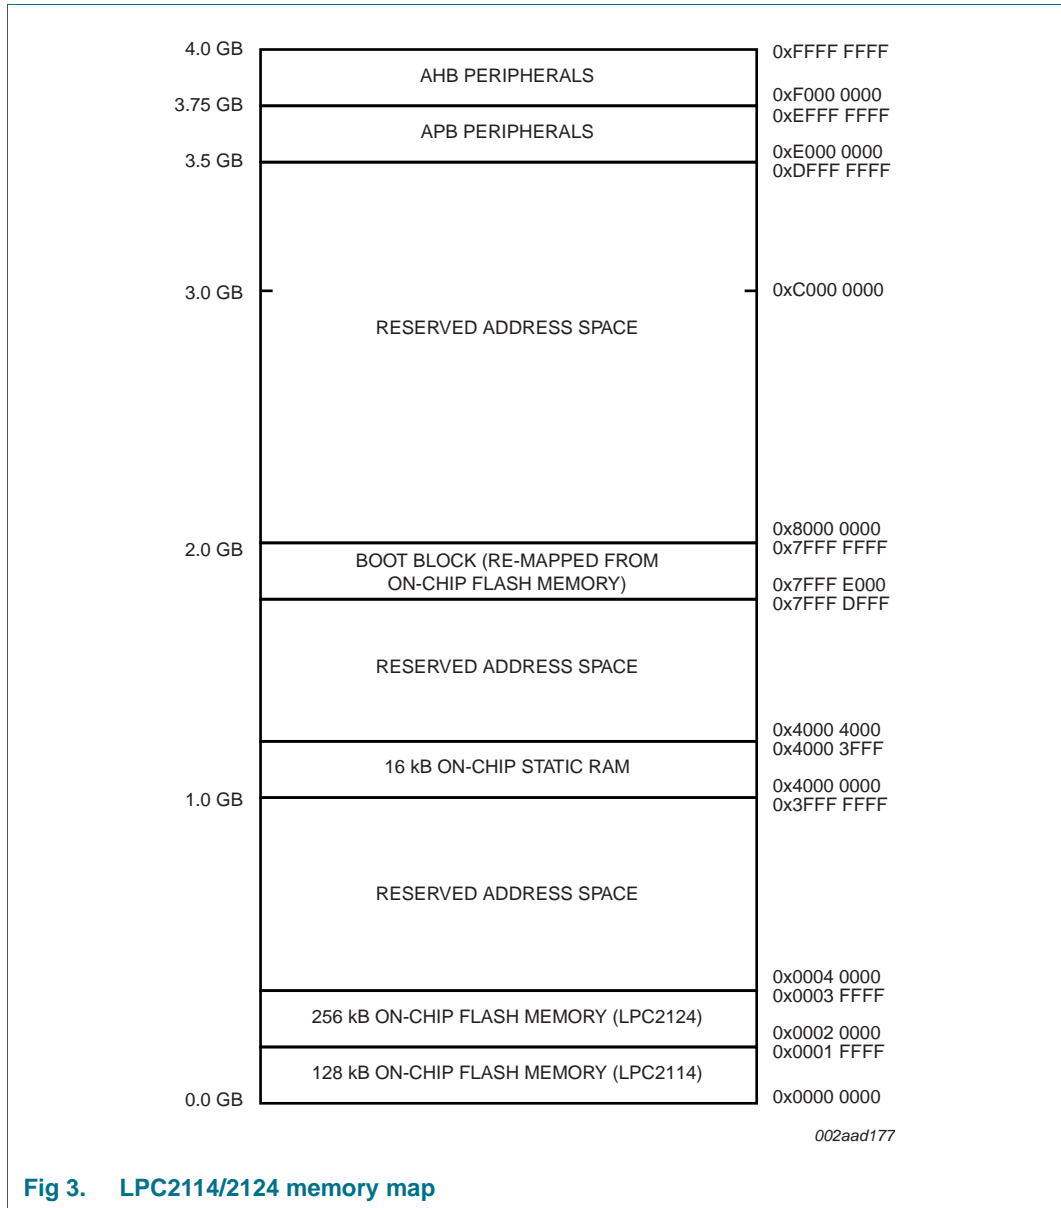 4.0 GB
0xFFFF FFFF
AHB PERIPHERALS
0xF000 0000
3.75 GB
0xEFFF FFFF
APB PERIPHERALS
0xE000 0000
3.5 GB
0xDFFF FFFF
3.0 GB
0xC000 0000
RESERVED ADDRESS SPACE
0x8000 0000
2.0 GB
0x7FFF FFFF
BOOT BLOCK (RE-MAPPED FROM
ON-CHIP FLASH MEMORY)
0x7FFF E000
0x7FFF DFFF
RESERVED ADDRESS SPACE
0x4000 4000
0x4000 3FFF
16 kB ON-CHIP STATIC RAM
0x4000 0000
1.0 GB
0x3FFF FFFF
RESERVED ADDRESS SPACE
0x0004 0000
0x0003 FFFF
256 kB ON-CHIP FLASH MEMORY (LPC2124)
0x0002 0000
0x0001 FFFF
128 kB ON-CHIP FLASH MEMORY (LPC2114)
0.0 GB
0x0000 0000
002aad177
Fig 3. LPC2114/2124 memory map